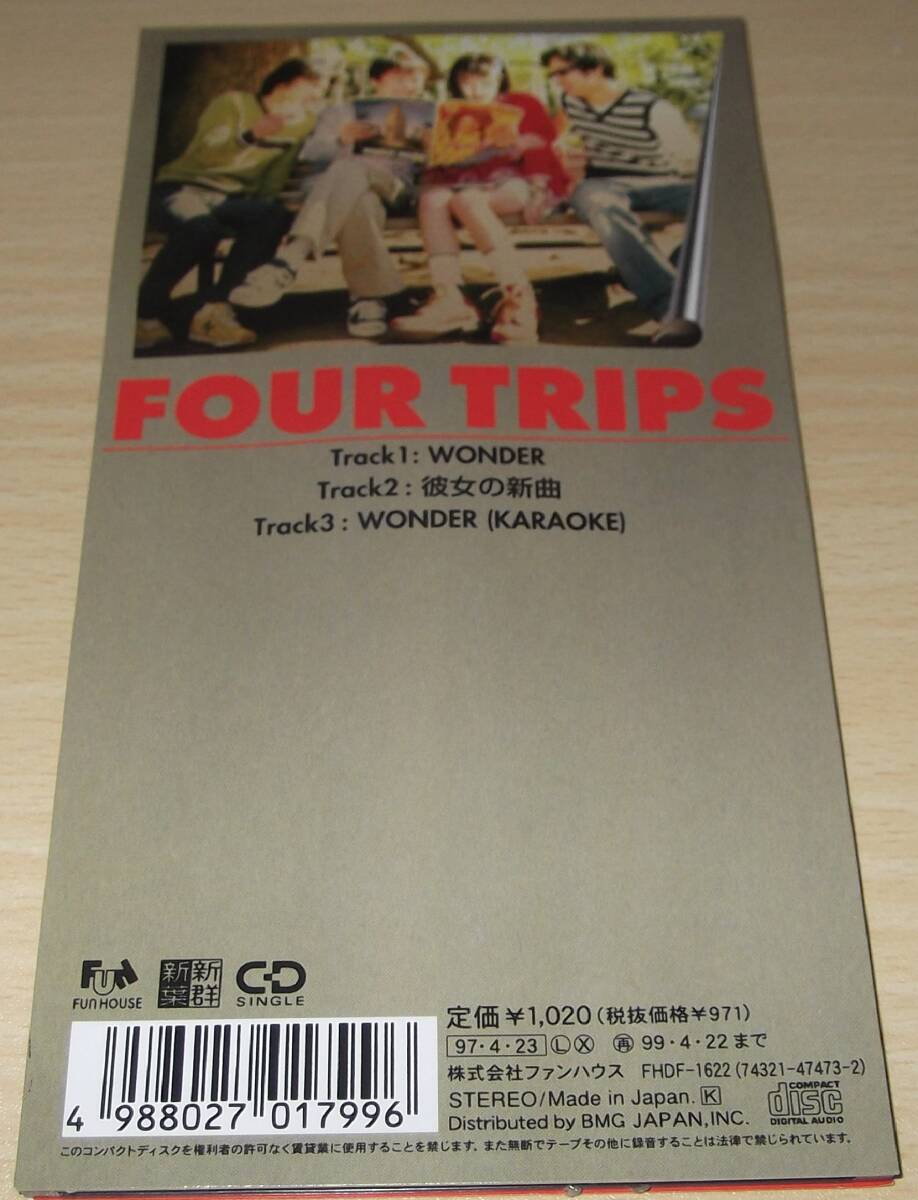 FOUR TRIPS
Track1: WONDER
Track2: 彼女の新曲
Track3: WONDER (KARAOKE)
FUN HOUSE
CD SINGLE
定価¥1,020(税抜価格¥971)
97・4・23 Ⓛ Ⓧ 再 99・4・22まで
株式会社ファンハウス FHDF-1622 (74321-47473-2)
STEREO/Made in Japan. K
Distributed by BMG JAPAN, INC.
COMPACT disc DIGITAL AUDIO
4 988027 017996
このコンパクトディスクを権利者の許可なく賃貸業に使用することを禁じます。また無断でテープその他に録音することは法律で禁じられています。